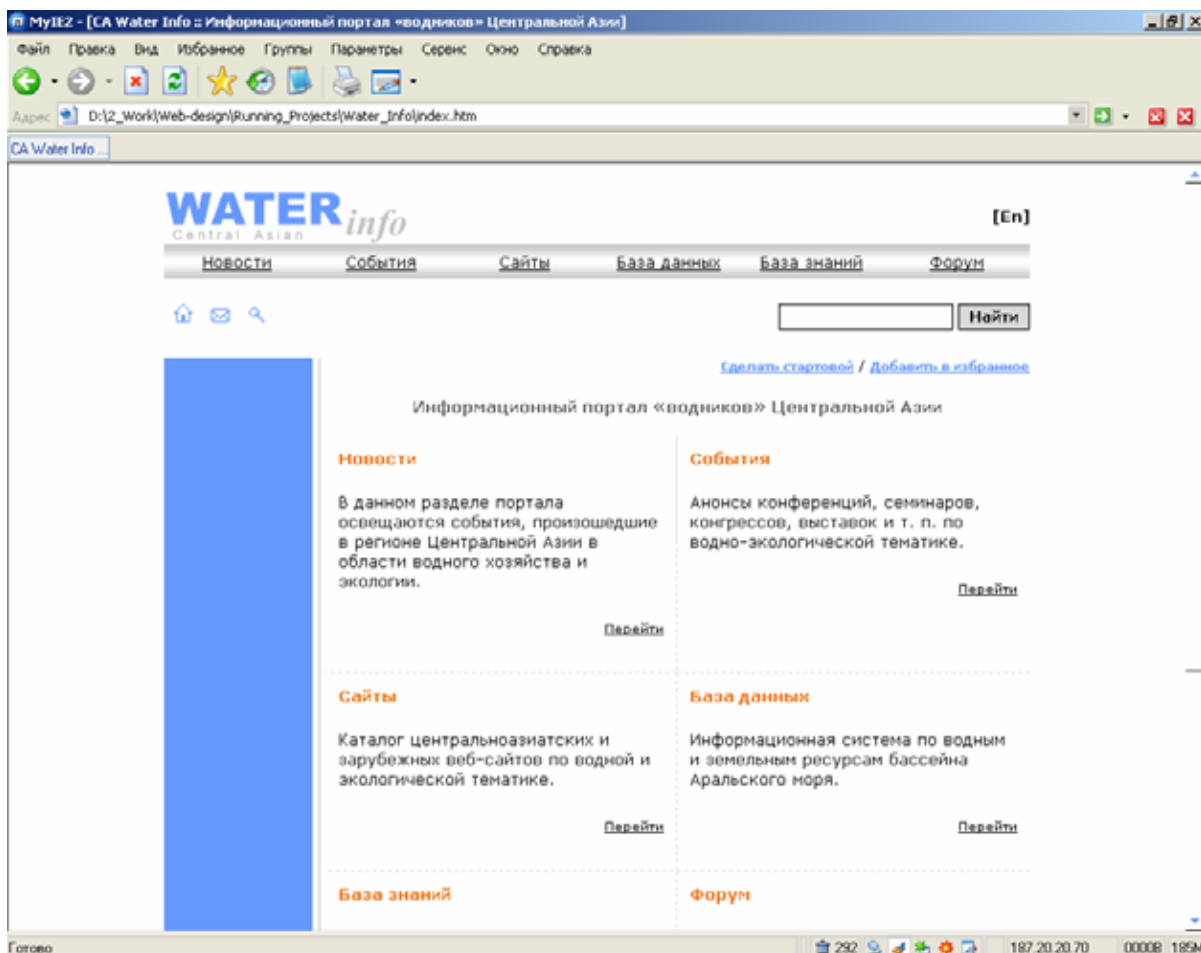 MyIE2 - [CA Water Info :: Информационный портал «водников» Центральной Азии]
Файл Правка Вид Избранное Группы Параметры Сервис Окно Справка
Адрес D:\2_Work\Web-design\Running_Projects\Water_Info\index.htm
CA Water Info ...
WATER info
Central Asian
[En]
Новости События Сайты База данных База знаний Форум
Найти
Сделать стартовой / Добавить в избранное
Информационный портал «водников» Центральной Азии
Новости
В данном разделе портала
освещаются события, произошедшие
в регионе Центральной Азии в
области водного хозяйства и
экологии.
Перейти
События
Анонсы конференций, семинаров,
конгрессов, выставок и т. п. по
водно-экологической тематике.
Перейти
Сайты
Каталог центральноазиатских и
зарубежных веб-сайтов по водной и
экологической тематике.
Перейти
База данных
Информационная система по водным
и земельным ресурсам бассейна
Аральского моря.
Перейти
База знаний
Форум
Готово 292 187.20.20.70 0000B 185M